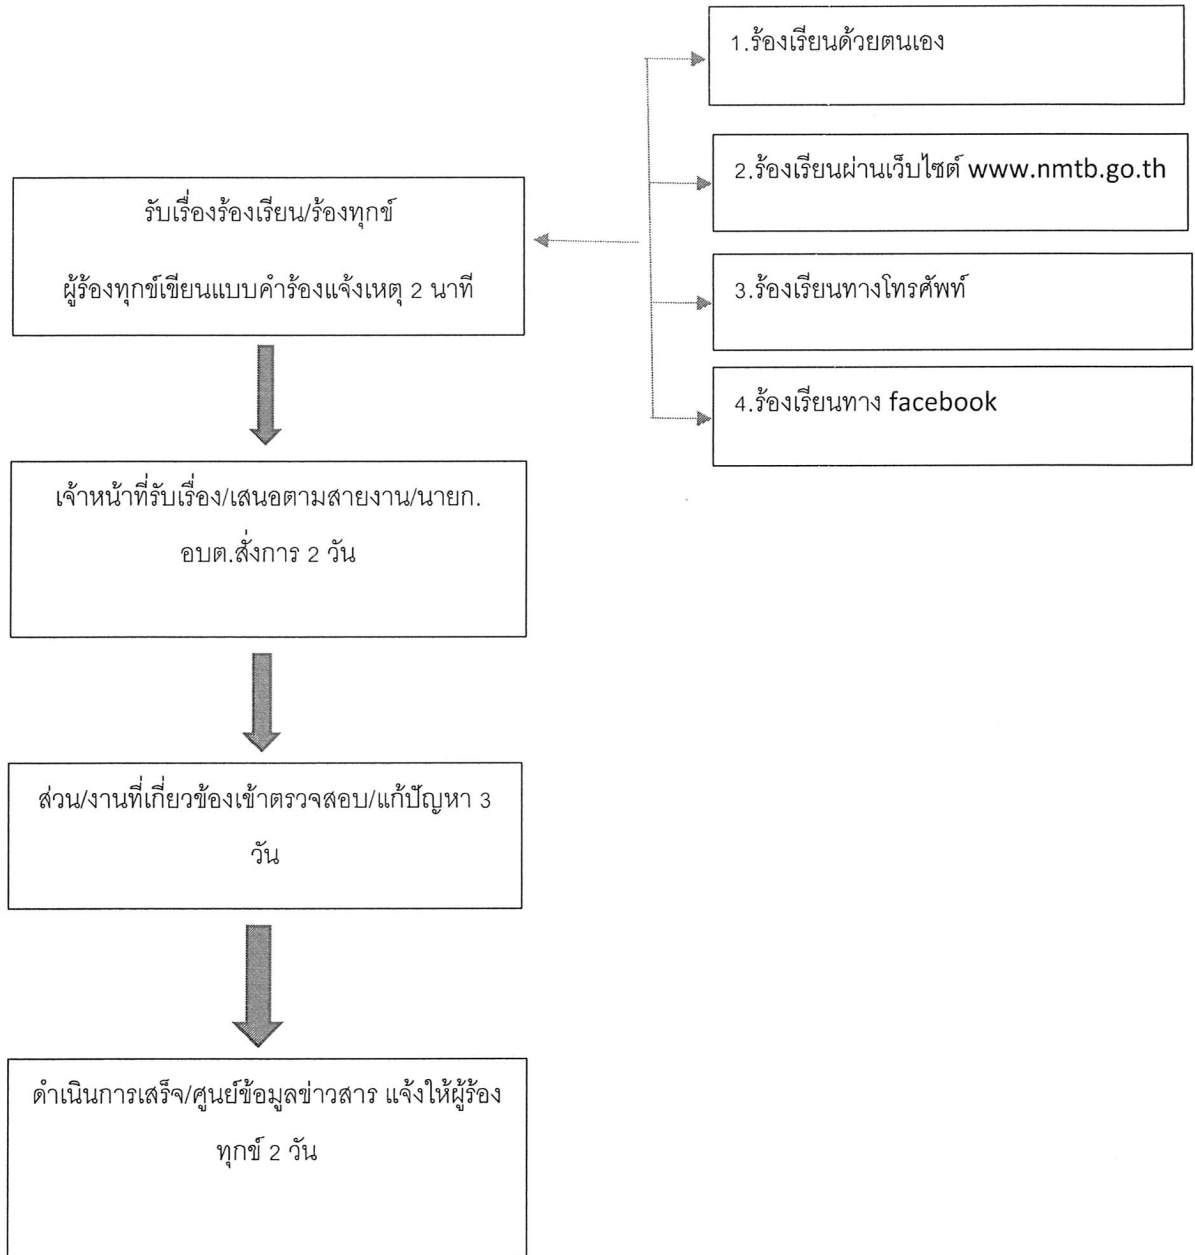 1.ร้องเรียนด้วยตนเอง
2.ร้องเรียนผ่านเว็บไซต์ www.nmtb.go.th
3.ร้องเรียนทางโทรศัพท์
4.ร้องเรียนทาง facebook
รับเรื่องร้องเรียน/ร้องทุกข์
ผู้ร้องทุกข์เขียนแบบคำร้องแจ้งเหตุ 2 นาที
เจ้าหน้าที่รับเรื่อง/เสนอตามสายงาน/นายก.
อบต.สั่งการ 2 วัน
ส่วน/งานที่เกี่ยวข้องเข้าตรวจสอบ/แก้ปัญหา 3
วัน
ดำเนินการเสร็จ/ศูนย์ข้อมูลข่าวสาร แจ้งให้ผู้ร้อง
ทุกข์ 2 วัน